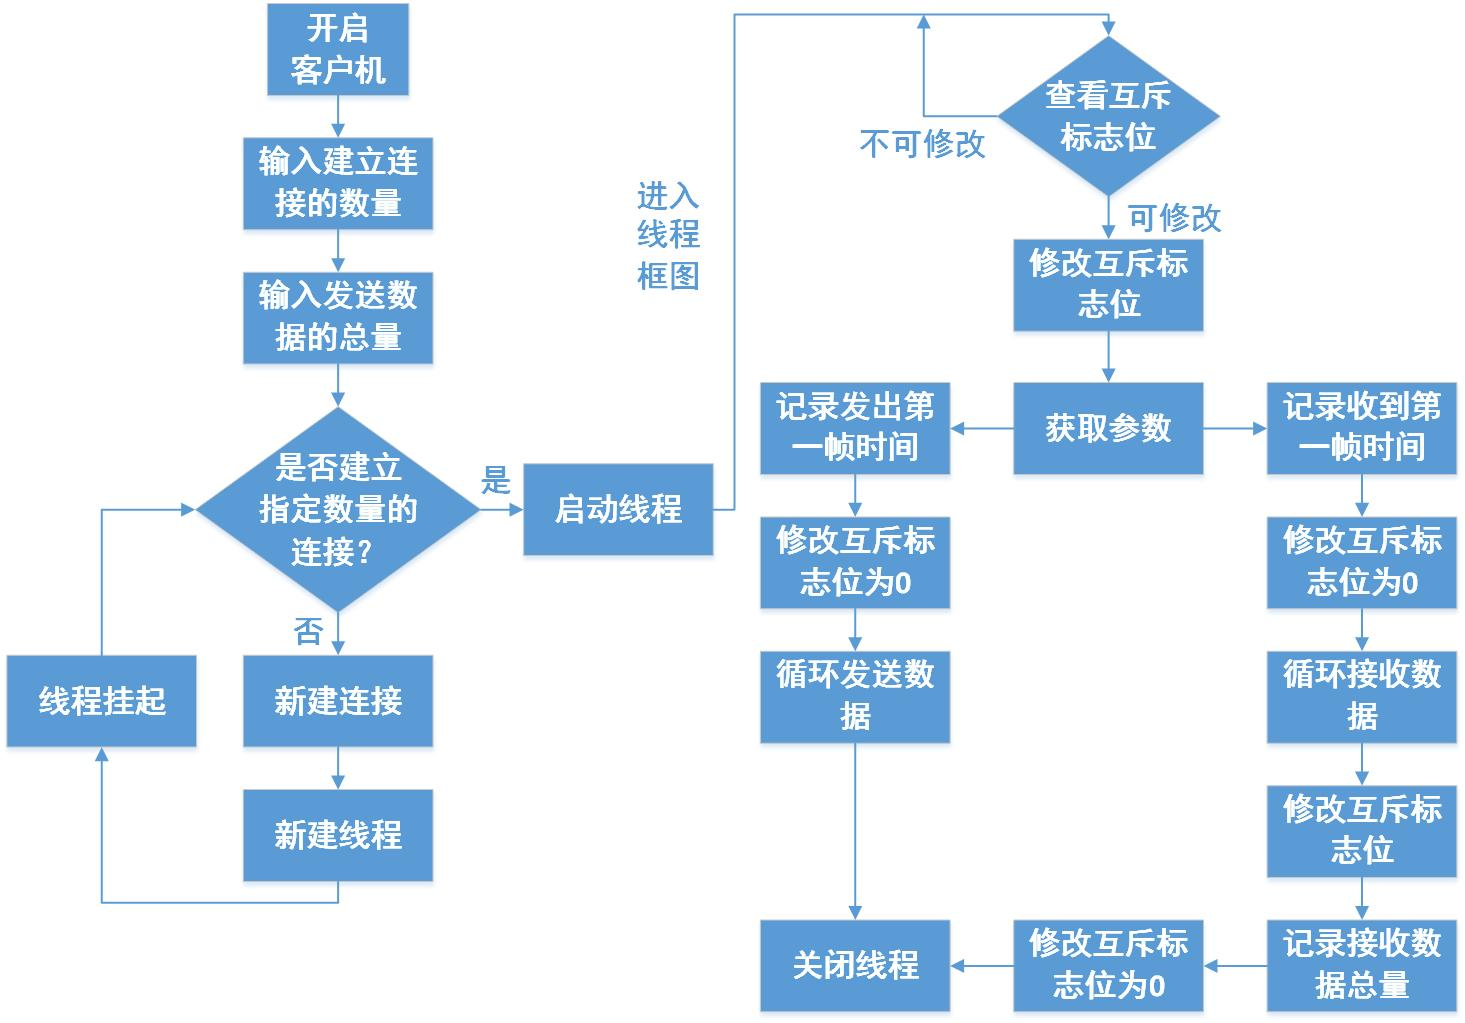 开启
客户机
输入建立连
接的数量
输入发送数
据的总量
是否建立
指定数量的
连接?
是
启动线程
否
新建连接
新建线程
线程挂起
进入
线程
框图
查看互斥
标志位
不可修改
可修改
修改互斥标
志位
获取参数
记录发出第
一帧时间
修改互斥标
志位为0
循环发送数
据
记录收到第
一帧时间
修改互斥标
志位为0
循环接收数
据
修改互斥标
志位
记录接收数
据总量
修改互斥标
志位为0
关闭线程